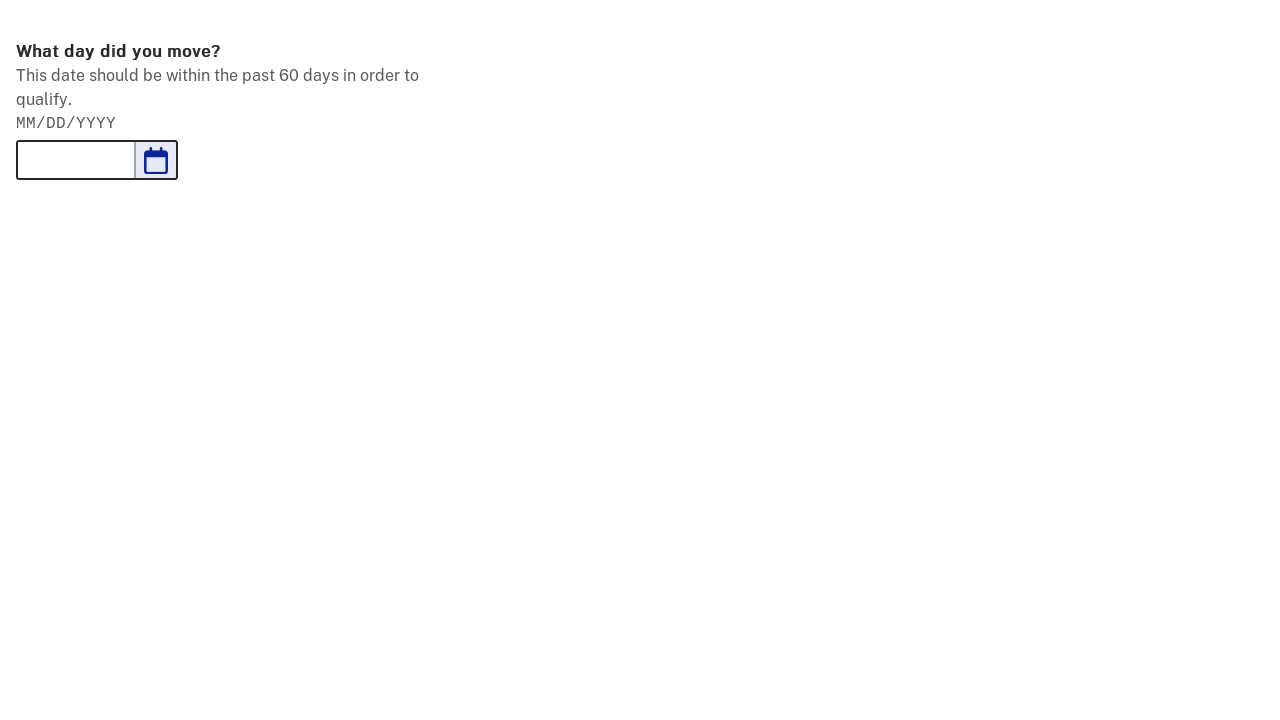 What day did you move?
This date should be within the past 60 days in order to
qualify.
MM/DD/YYYY